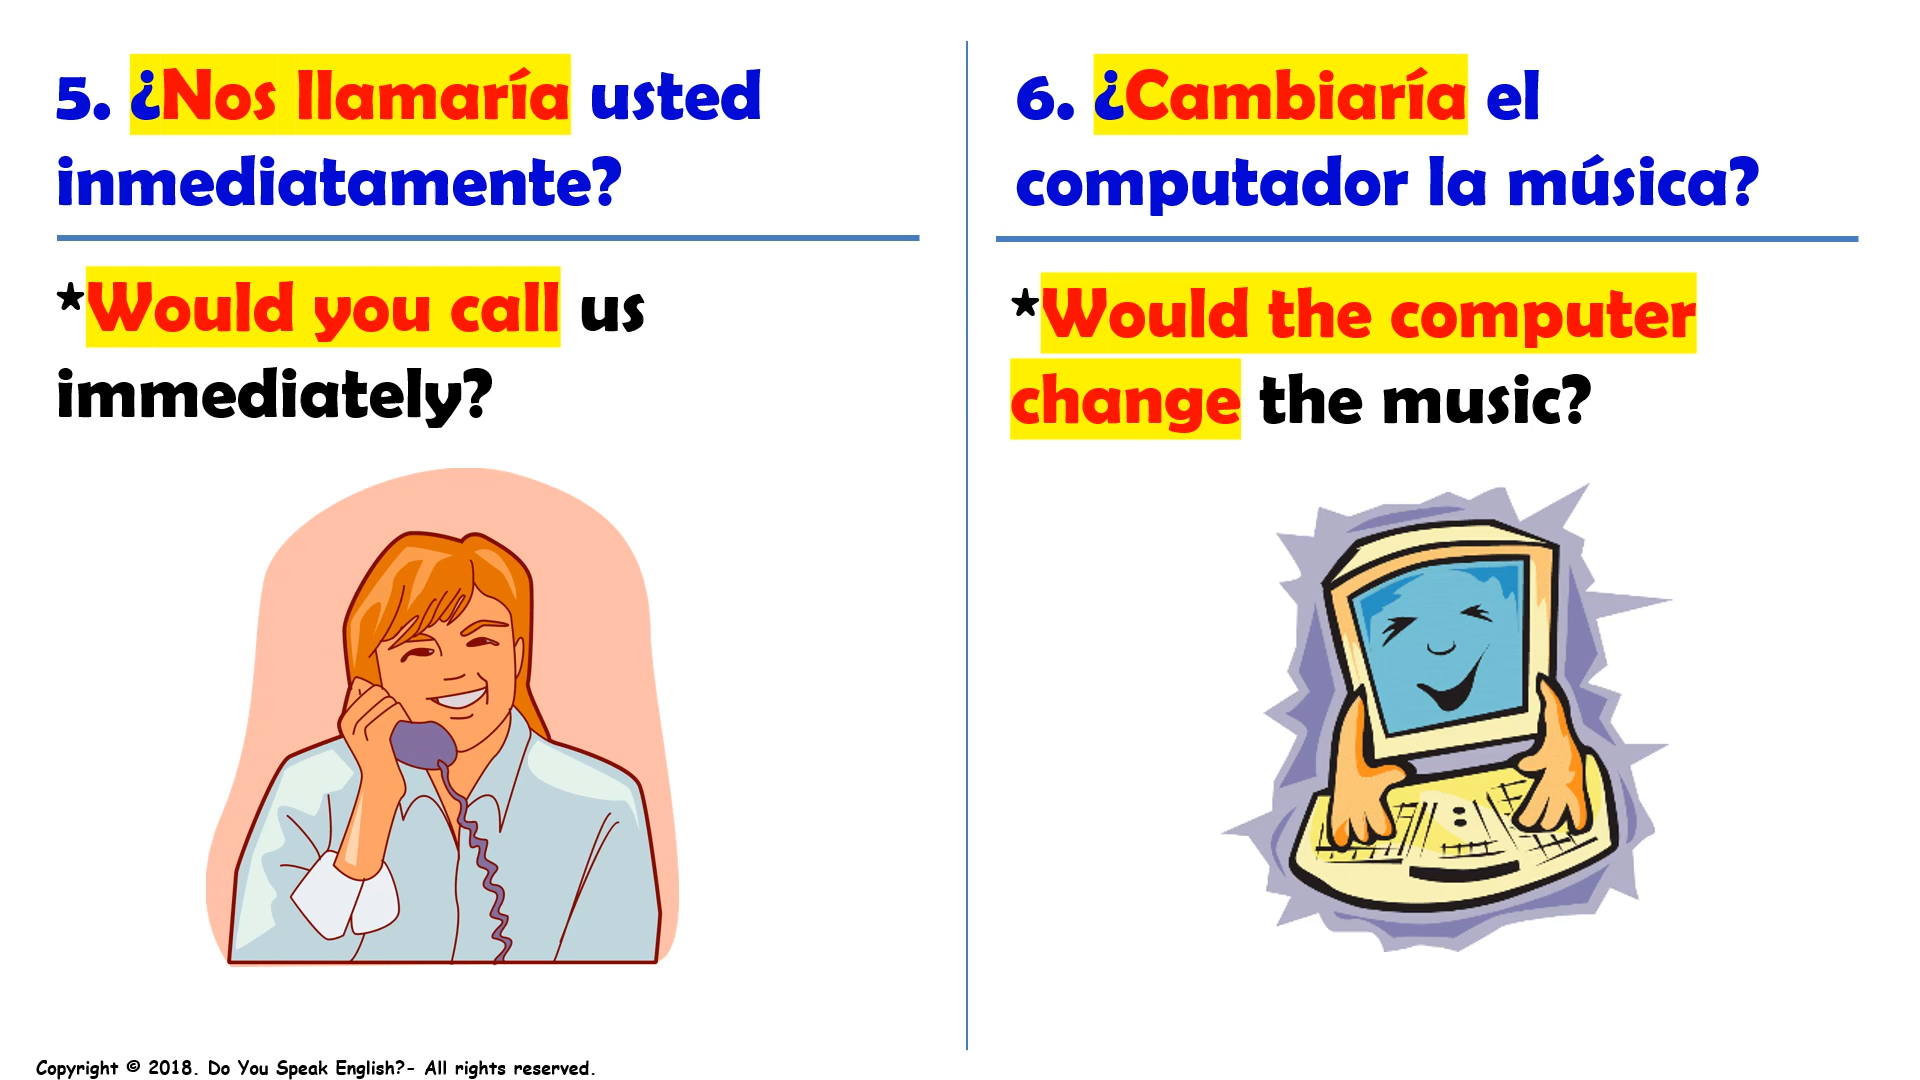 5. ¿Nos llamaría usted
inmediatamente?
*Would you call us
immediately?
6. ¿Cambiaría el
computador la música?
*Would the computer
change the music?
Copyright © 2018. Do You Speak English?- All rights reserved.